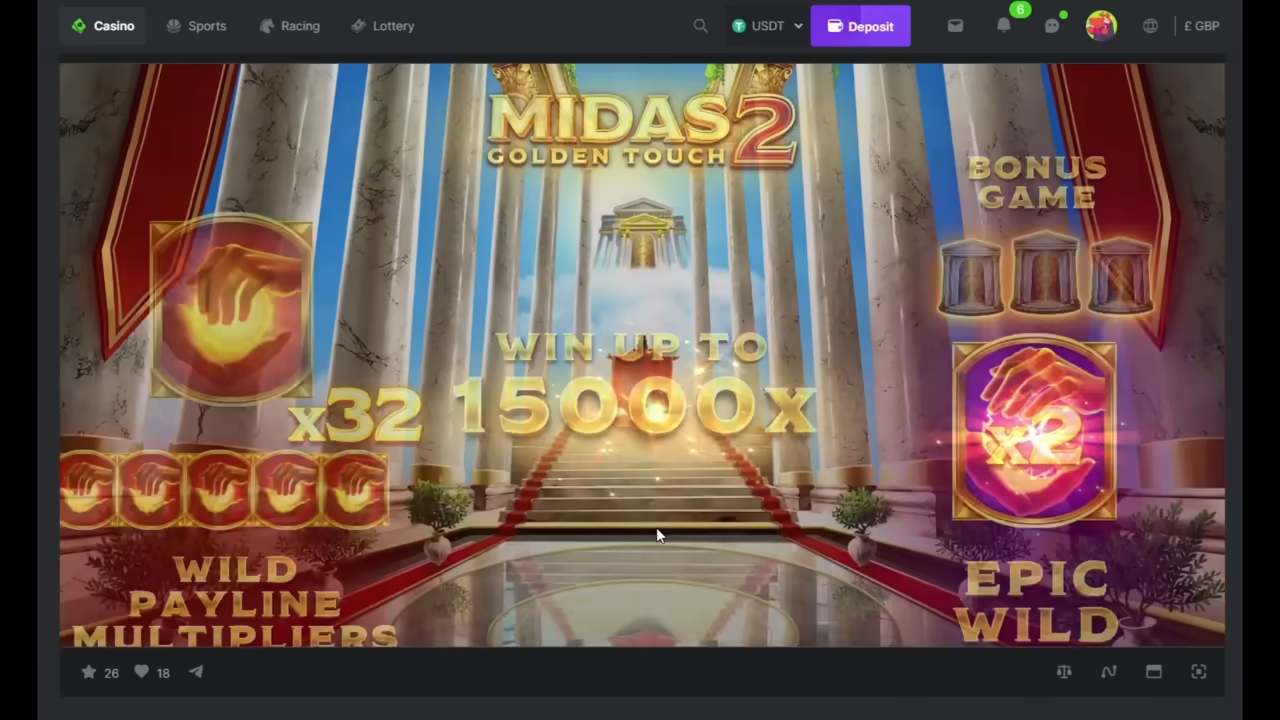 Casino
Sports
Racing
Lottery
USDT
Deposit
6
£ GBP
MIDAS 2
GOLDEN TOUCH
BONUS
GAME
WIN UP TO
15000x
x32
x2
WILD
PAYLINE
MULTIPLIERS
EPIC
WILD
26
18